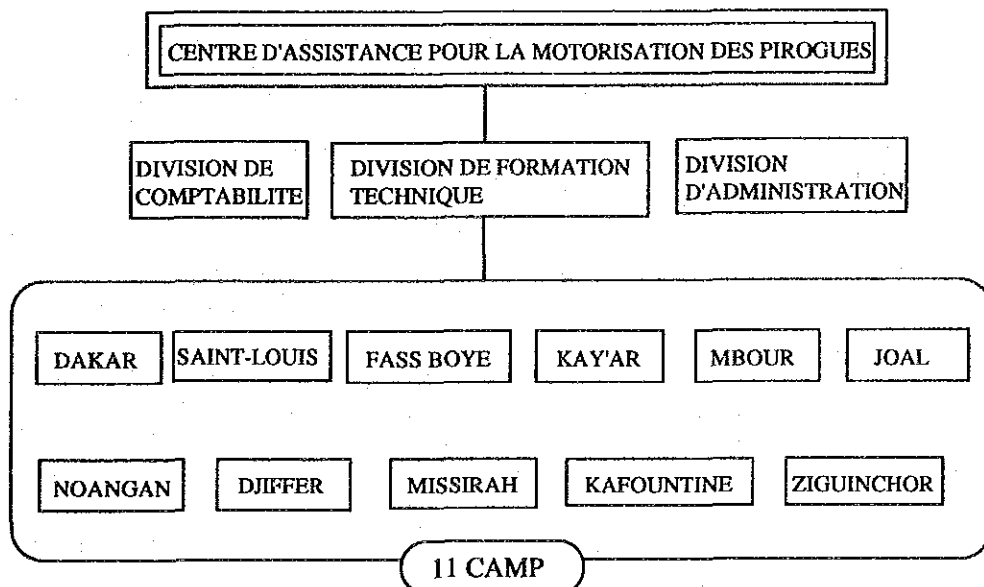 CENTRE D'ASSISTANCE POUR LA MOTORISATION DES PIROGUES
DIVISION DE
COMPTABILITE
DIVISION DE FORMATION
TECHNIQUE
DIVISION
D'ADMINISTRATION
DAKAR
SAINT-LOUIS
FASS BOYE
KAY'AR
MBOUR
JOAL
NOANGAN
DJIFFER
MISSIRAH
KAFOUNTINE
ZIGUINCHOR
11 CAMP